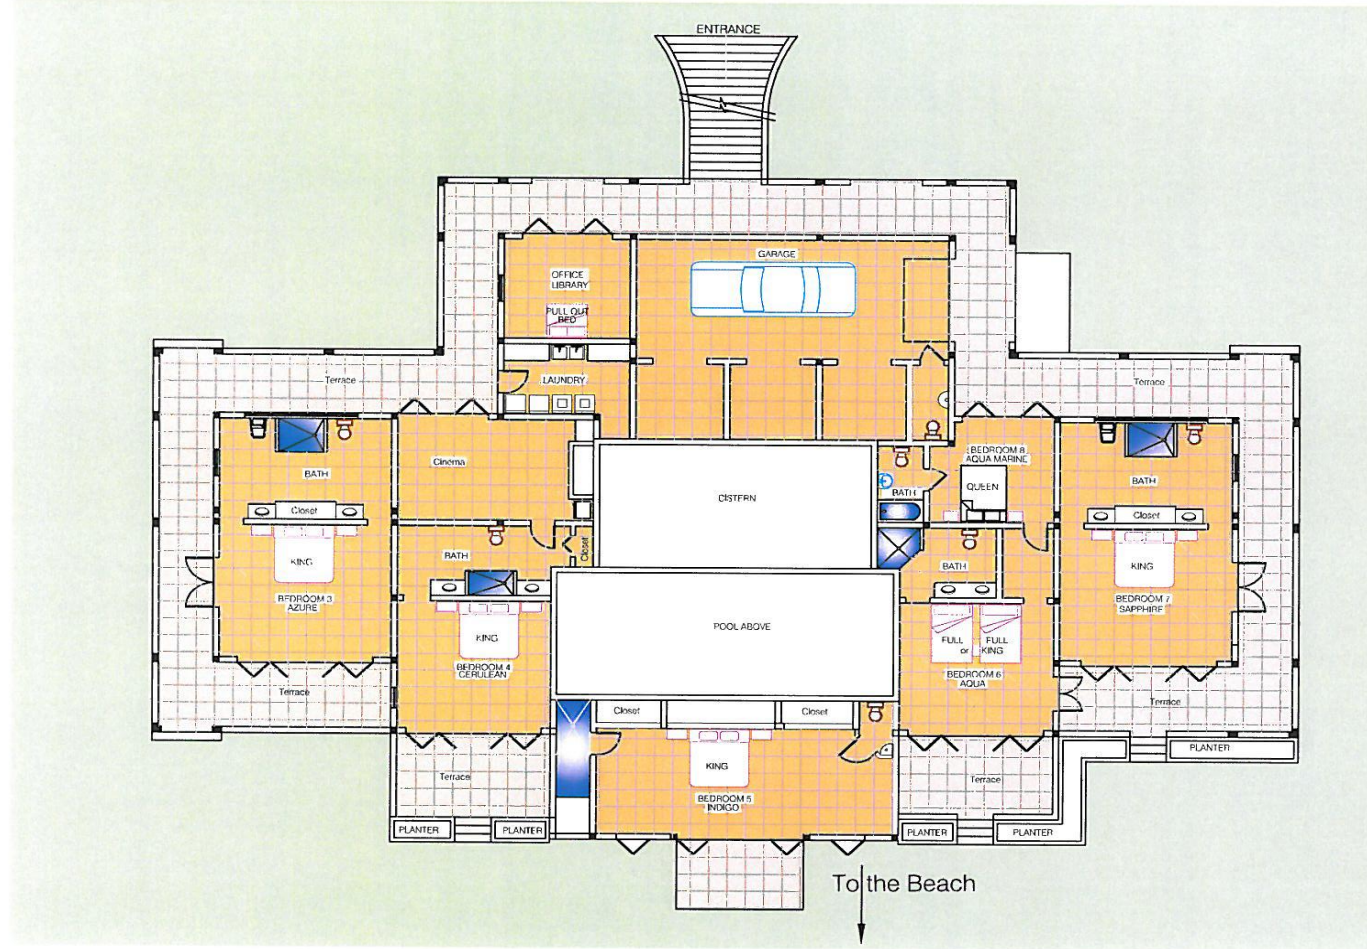 ENTRANCE
GARAGE
OFFICE
LIBRARY
PULL OUT
BED
LAUNDRY
Terrace
Terrace
Cinema
BATH
Closet
KING
BEDROOM 3
AZURE
Terrace
BATH
Closet
KING
BEDROOM 4
CERULEAN
Terrace
PLANTER
PLANTER
CISTERN
POOL ABOVE
Closet
Closet
KING
BEDROOM 5
INDIGO
BATH
BEDROOM 8
AQUA MARINE
QUEEN
BATH
FULL
or
FULL
KING
BEDROOM 6
AQUA
Terrace
PLANTER
PLANTER
BATH
Closet
KING
BEDROOM 7
SAPPHIRE
Terrace
PLANTER
To the Beach